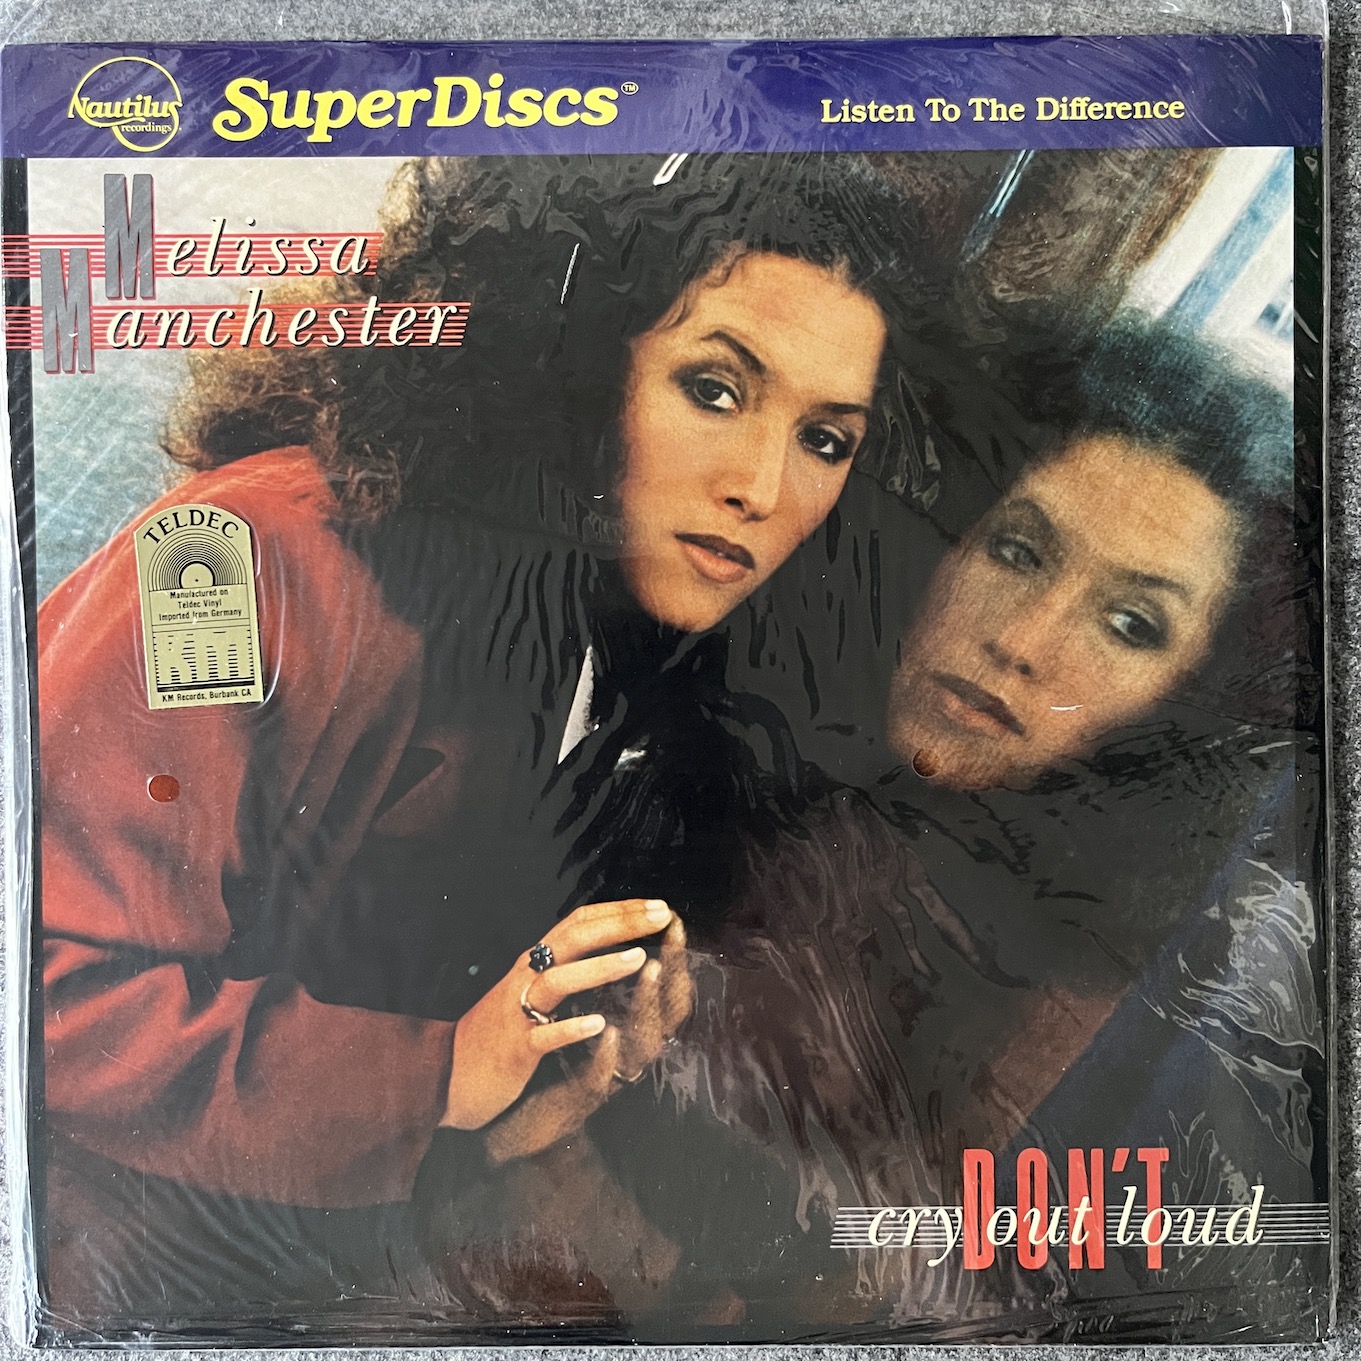 Nautilus
recordings
SuperDiscs™
Listen To The Difference
Melissa
Manchester
TELDEC
Manufactured on
Teldec Vinyl
Imported from Germany
KM
KM Records, Burbank CA
DON'T
cry out loud